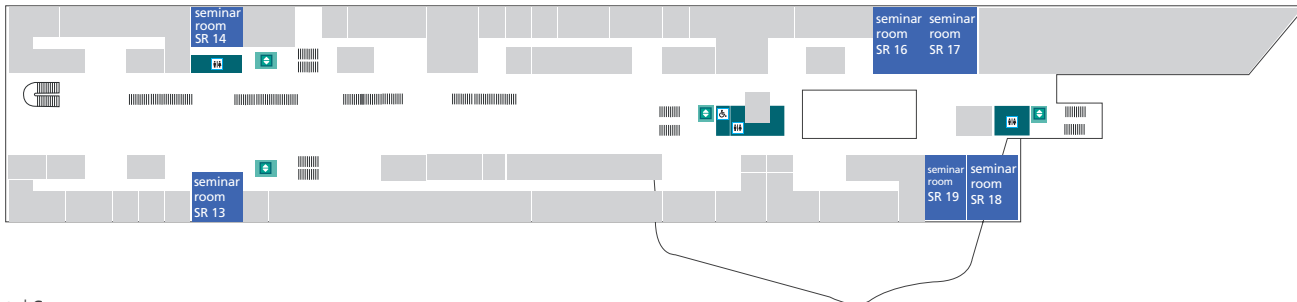 seminar
room
SR 14
seminar
room
SR 16
seminar
room
SR 17
seminar
room
SR 13
seminar
room
SR 19
seminar
room
SR 18